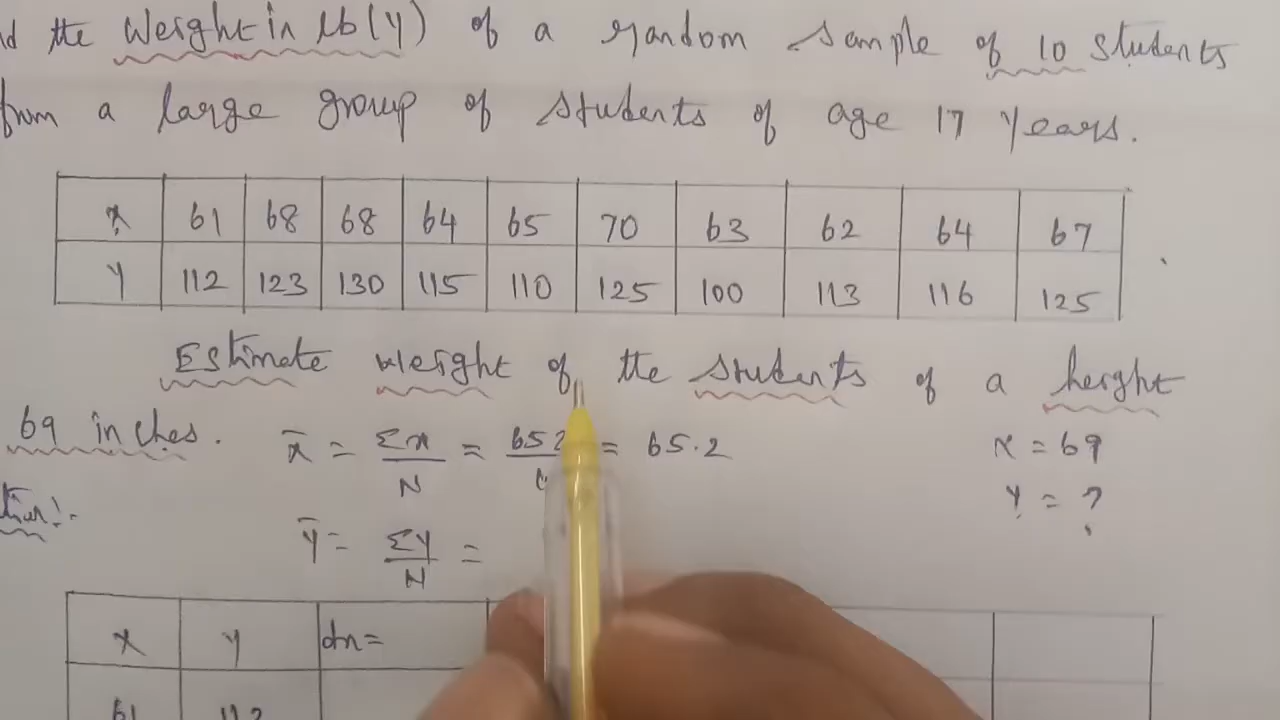 the Weight in lb (y) of a random sample of 10 students
from a large group of students of age 17 years.
x 61 68 68 64 65 70 63 62 64 67
y 112 123 130 115 110 125 100 113 116 125
Estimate weight of the students of a height
69 inches. x̄ = Σx/N = 652 = 65.2 x = 69
ȳ = Σy/N = y = ?
x y dx =
61 112